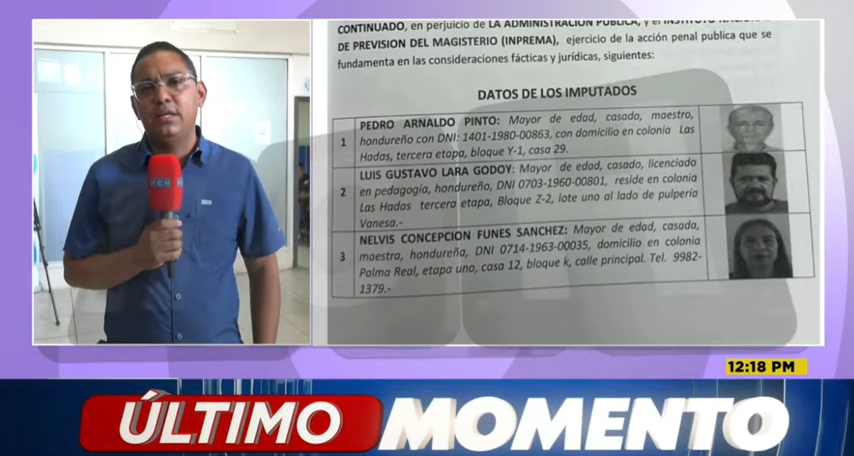 CONTINUADO, en perjuicio de LA ADMINISTRACIÓN PÚBLICA, y el INSTITUTO
DE PREVISION DEL MAGISTERIO (INPREMA), ejercicio de la acción penal publica que se
fundamenta en las consideraciones fácticas y jurídicas, siguientes:
DATOS DE LOS IMPUTADOS
1 PEDRO ARNALDO PINTO: Mayor de edad, casado, maestro,
hondureño con DNI: 1401-1980-00863, con domicilio en colonia Las
Hadas, tercera etapa, bloque Y-1, casa 29.
2 LUIS GUSTAVO LARA GODOY: Mayor de edad, casado, licenciado
en pedagogía, hondureño, DNI 0703-1960-00801, reside en colonia
Las Hadas tercera etapa, Bloque Z-2, lote uno al lado de pulpería
Vanesa.-
3 NELVIS CONCEPCION FUNES SANCHEZ: Mayor de edad, casada,
maestra, hondureña, DNI 0714-1963-00035, domicilio en colonia
Palma Real, etapa uno, casa 12, bloque k, calle principal. Tel. 9982-
1379.-
HCH
12:18 PM
ÚLTIMO MOMENTO